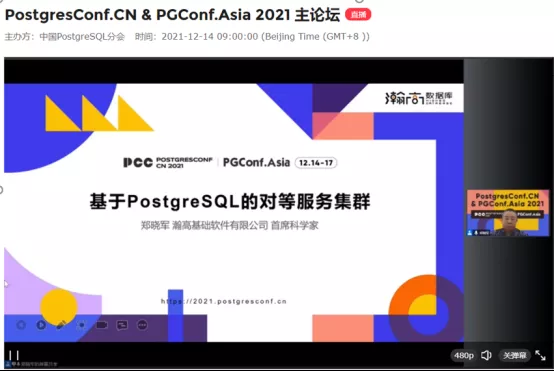 PostgresConf.CN & PGConf.Asia 2021 主论坛 直播
主办方：中国PostgreSQL分会 时间：2021-12-14 09:00:00 (Beijing Time (GMT+8 ))
瀚高数据库
PCC POSTGRESCONF CN 2021 PGConf.Asia 12.14-17
基于PostgreSQL的对等服务集群
郑晓军 瀚高基础软件有限公司 首席科学家
https://2021.postgresconf.cn
PostgresConf.CN
& PGConf.Asia 2021
480p 关弹幕